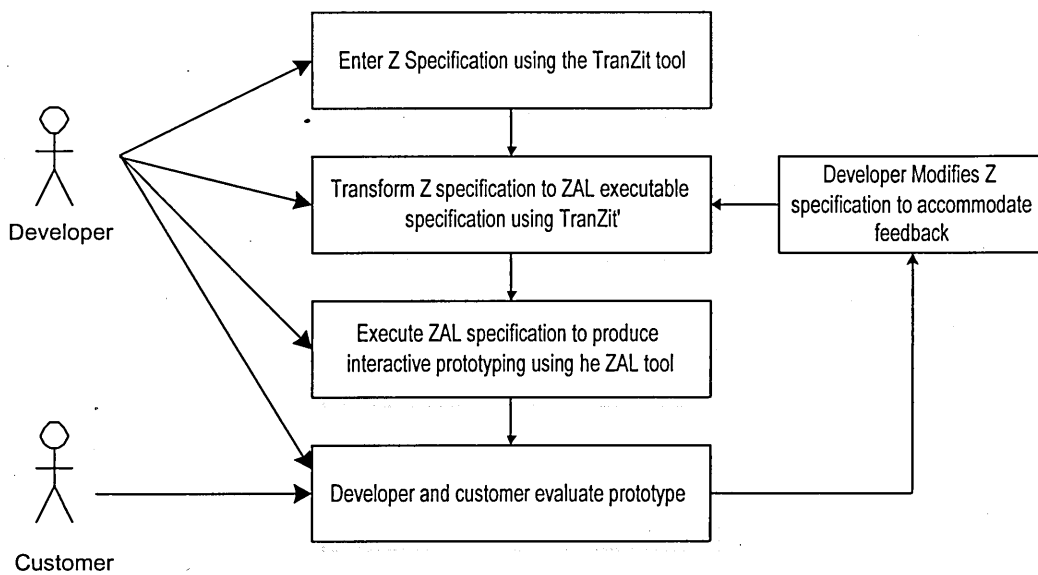 Enter Z Specification using the TranZit tool
Developer
Transform Z specification to ZAL executable
specification using TranZit'
Developer Modifies Z
specification to accommodate
feedback
Execute ZAL specification to produce
interactive prototyping using he ZAL tool
Customer
Developer and customer evaluate prototype